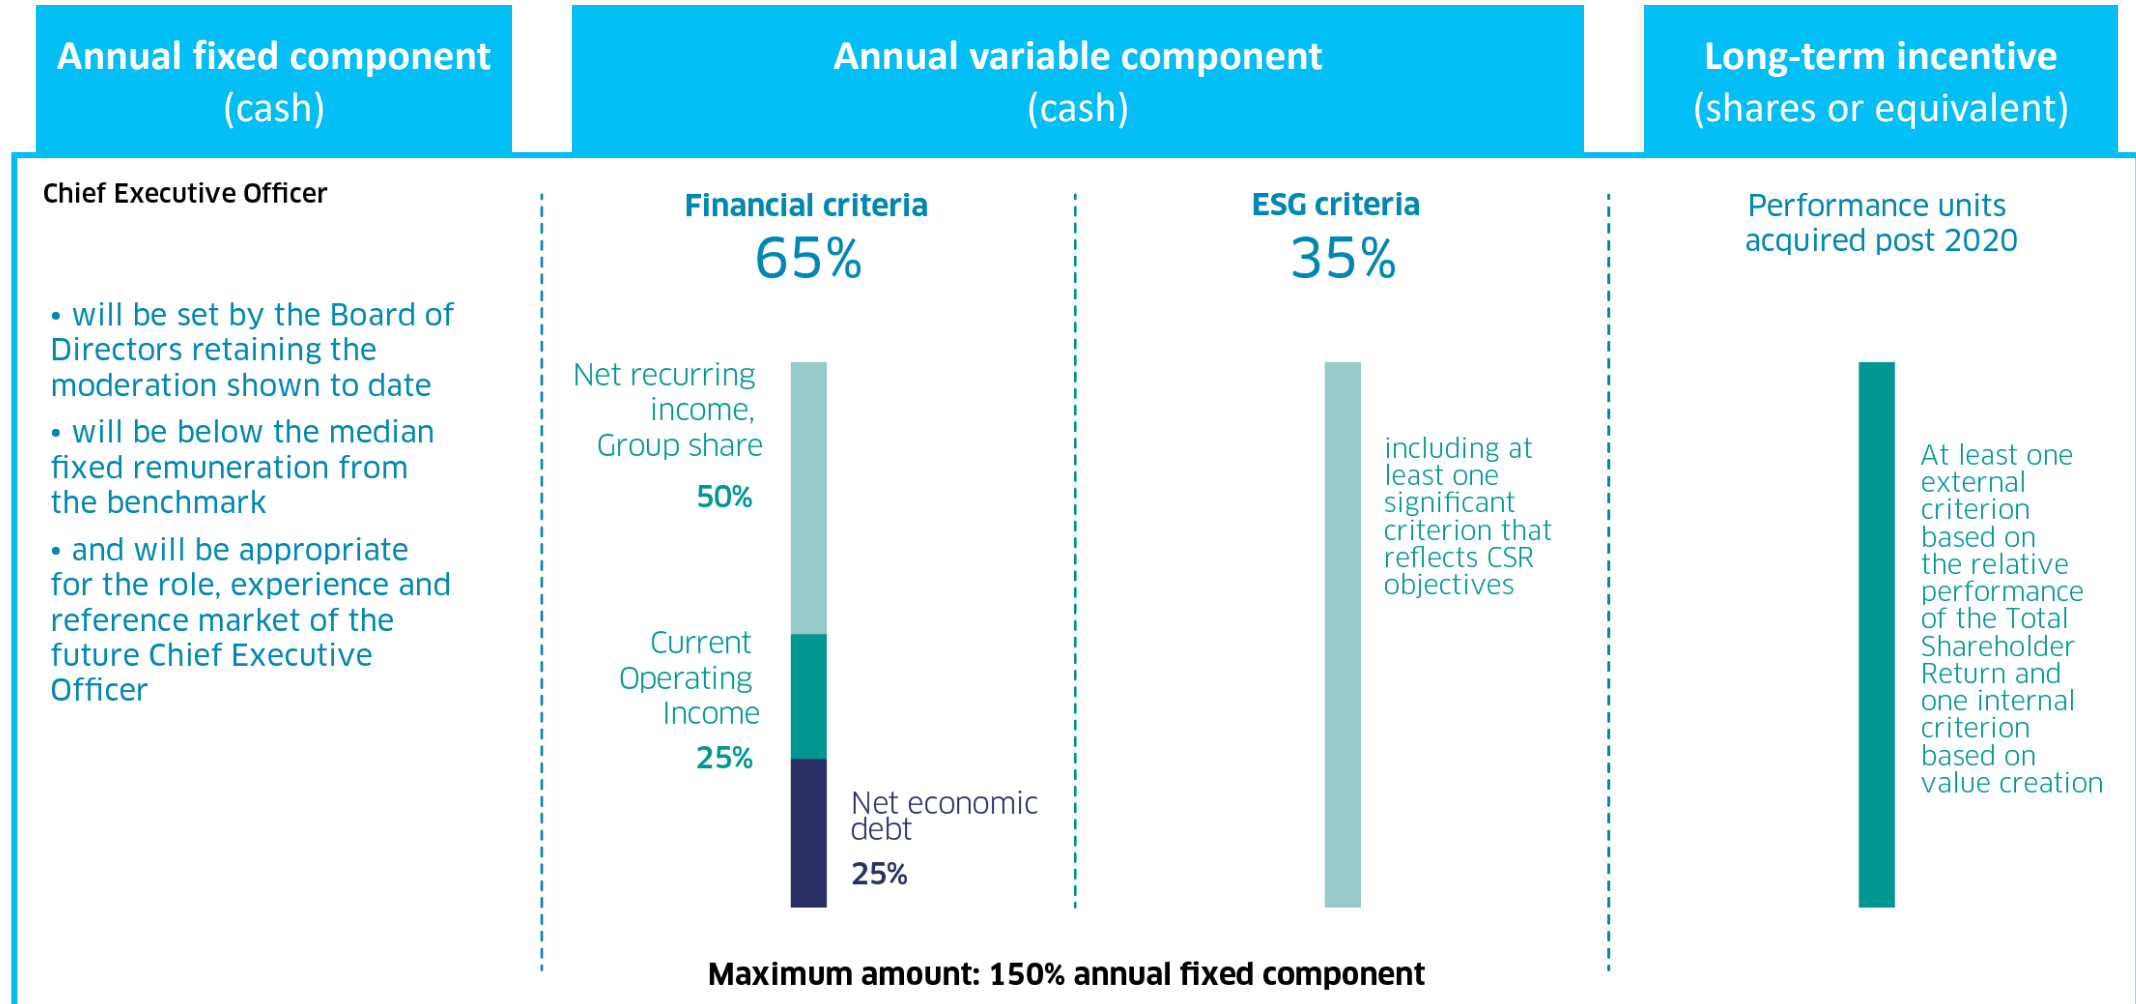 Annual fixed component
(cash)
Annual variable component
(cash)
Long-term incentive
(shares or equivalent)
Chief Executive Officer
• will be set by the Board of
Directors retaining the
moderation shown to date
• will be below the median
fixed remuneration from
the benchmark
• and will be appropriate
for the role, experience and
reference market of the
future Chief Executive
Officer
Financial criteria
65%
Net recurring
income,
Group share
50%
Current
Operating
Income
25%
Net economic
debt
25%
ESG criteria
35%
including at
least one
significant
criterion that
reflects CSR
objectives
Maximum amount: 150% annual fixed component
Performance units
acquired post 2020
At least one
external
criterion
based on
the relative
performance
of the Total
Shareholder
Return and
one internal
criterion
based on
value creation